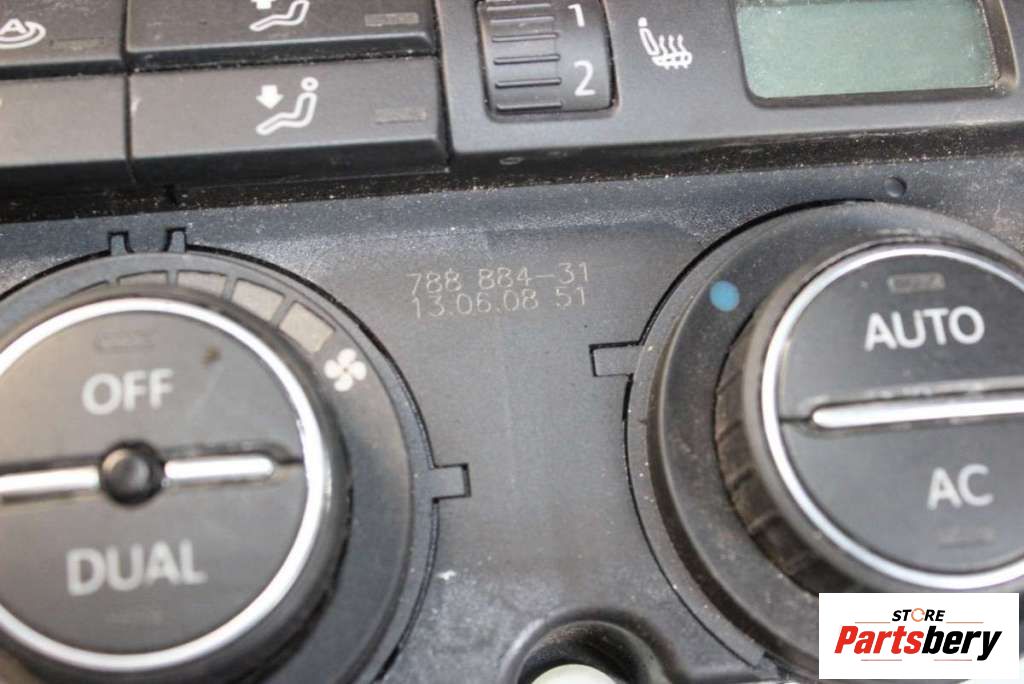 A
1
2
788 884-31
13.06.08 51
OFF
DUAL
AUTO
AC
STORE
Partsbery